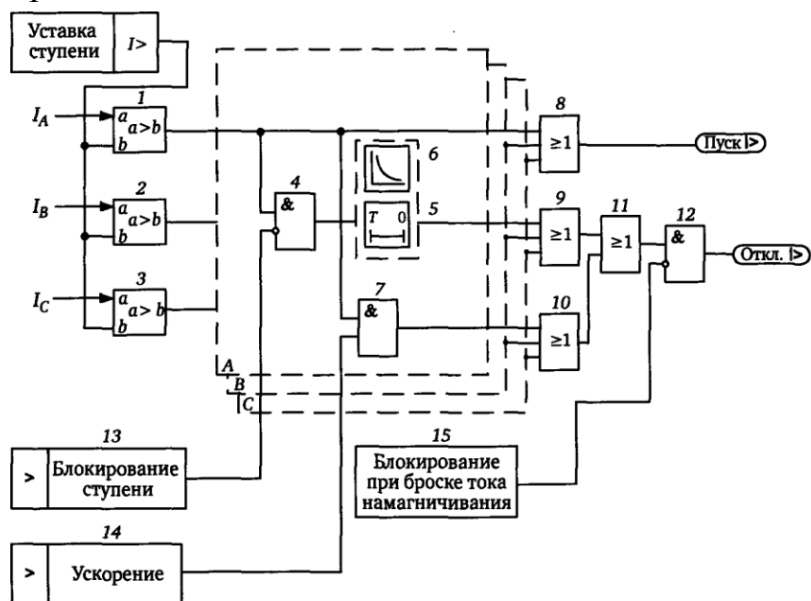 Уставка
ступени
I>
1
I_A
a
a>b
b
2
I_B
a
a>b
b
3
I_C
a
a>b
b
4
&
6
5
T 0
7
&
A
B
C
8
≥1
Пуск |>
9
≥1
11
≥1
12
&
Откл. |>
10
≥1
13
>
Блокирование
ступени
14
>
Ускорение
15
Блокирование
при броске тока
намагничивания